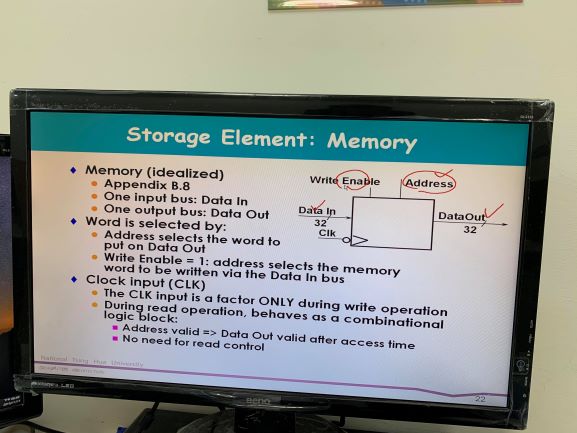 Storage Element: Memory
Memory (idealized)
Appendix B.8
One input bus: Data In
One output bus: Data Out
Word is selected by:
Address selects the word to
put on Data Out
Write Enable = 1: address selects the memory
word to be written via the Data In bus
Clock input (CLK)
The CLK input is a factor ONLY during write operation
During read operation, behaves as a combinational
logic block:
Address valid => Data Out valid after access time
No need for read control
Write Enable
Address
Data In
32
Clk
DataOut
32
National Tsing Hua University
22
BenQ